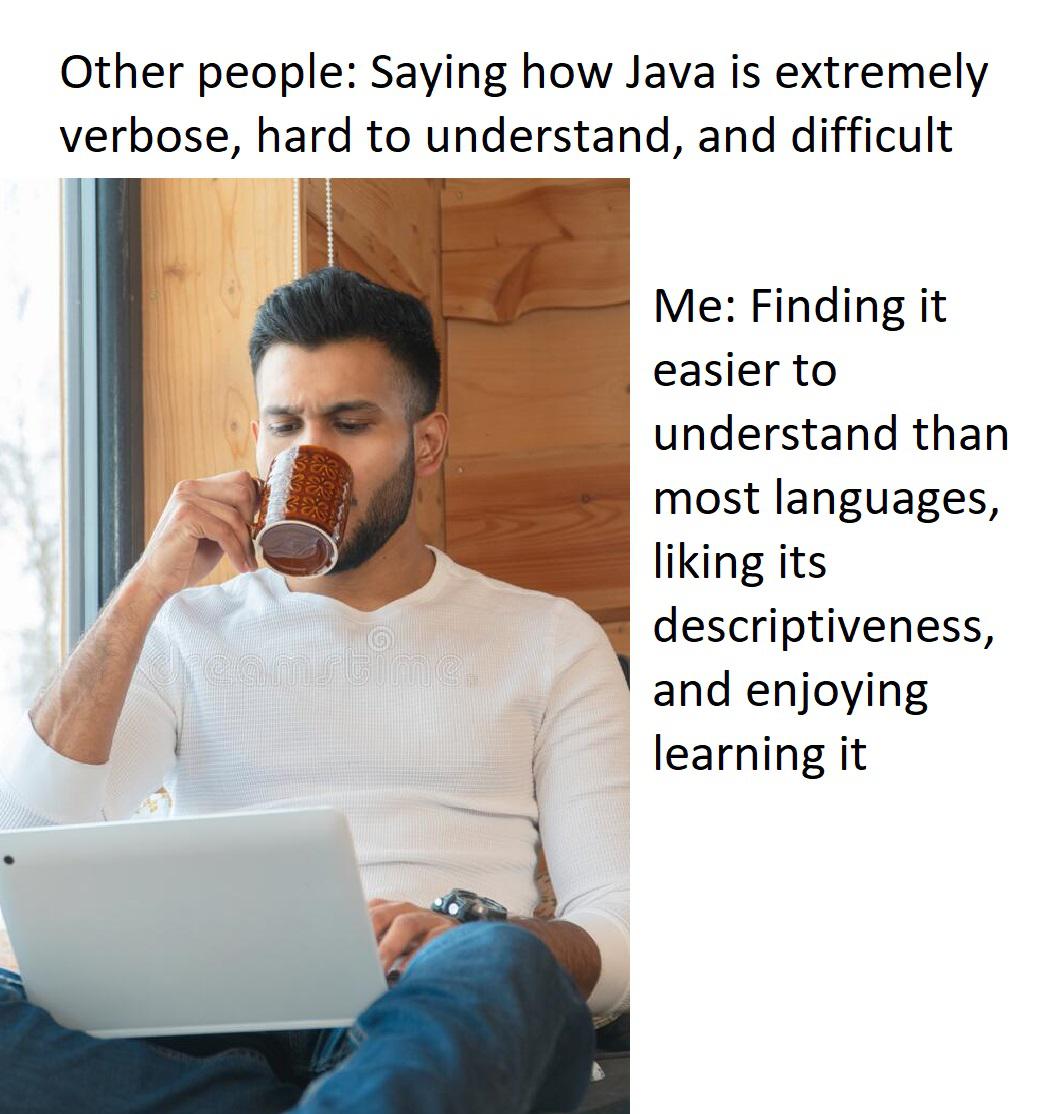 Other people: Saying how Java is extremely
verbose, hard to understand, and difficult
Me: Finding it
easier to
understand than
most languages,
liking its
descriptiveness,
and enjoying
learning it
dreamstime.